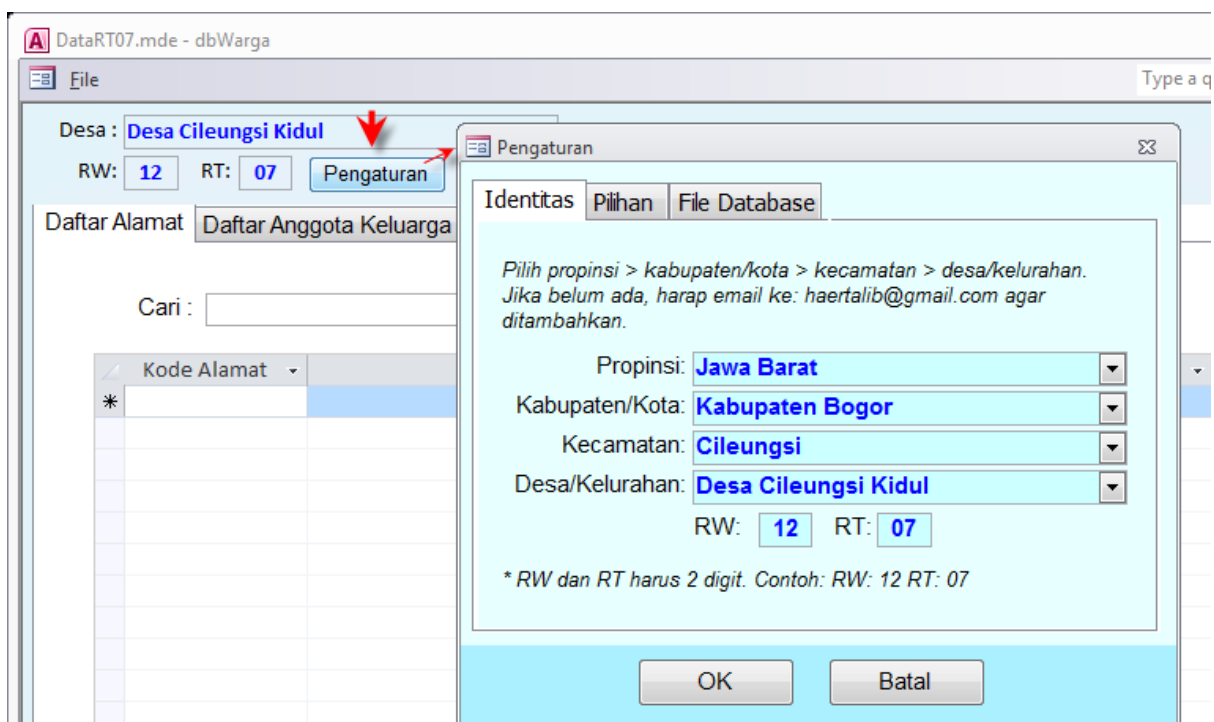 DataRT07.mde - dbWarga
File
Type a q
Desa : Desa Cileungsi Kidul
RW: 12 RT: 07 Pengaturan
Daftar Alamat Daftar Anggota Keluarga
Cari :
Kode Alamat
Pengaturan
Identitas Pilihan File Database
Pilih propinsi > kabupaten/kota > kecamatan > desa/kelurahan.
Jika belum ada, harap email ke: haertalib@gmail.com agar
ditambahkan.
Propinsi: Jawa Barat
Kabupaten/Kota: Kabupaten Bogor
Kecamatan: Cileungsi
Desa/Kelurahan: Desa Cileungsi Kidul
RW: 12 RT: 07
* RW dan RT harus 2 digit. Contoh: RW: 12 RT: 07
OK Batal